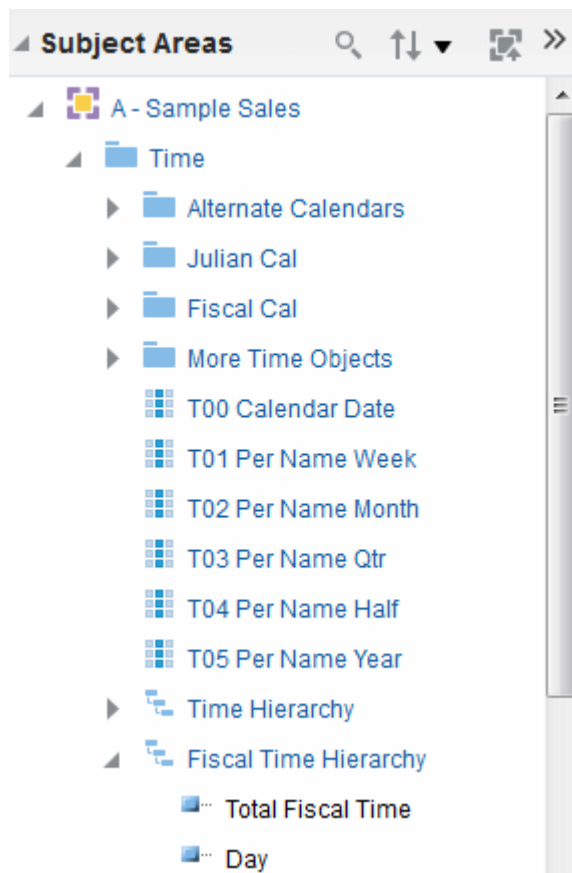 Subject Areas
A - Sample Sales
Time
Alternate Calendars
Julian Cal
Fiscal Cal
More Time Objects
T00 Calendar Date
T01 Per Name Week
T02 Per Name Month
T03 Per Name Qtr
T04 Per Name Half
T05 Per Name Year
Time Hierarchy
Fiscal Time Hierarchy
Total Fiscal Time
Day